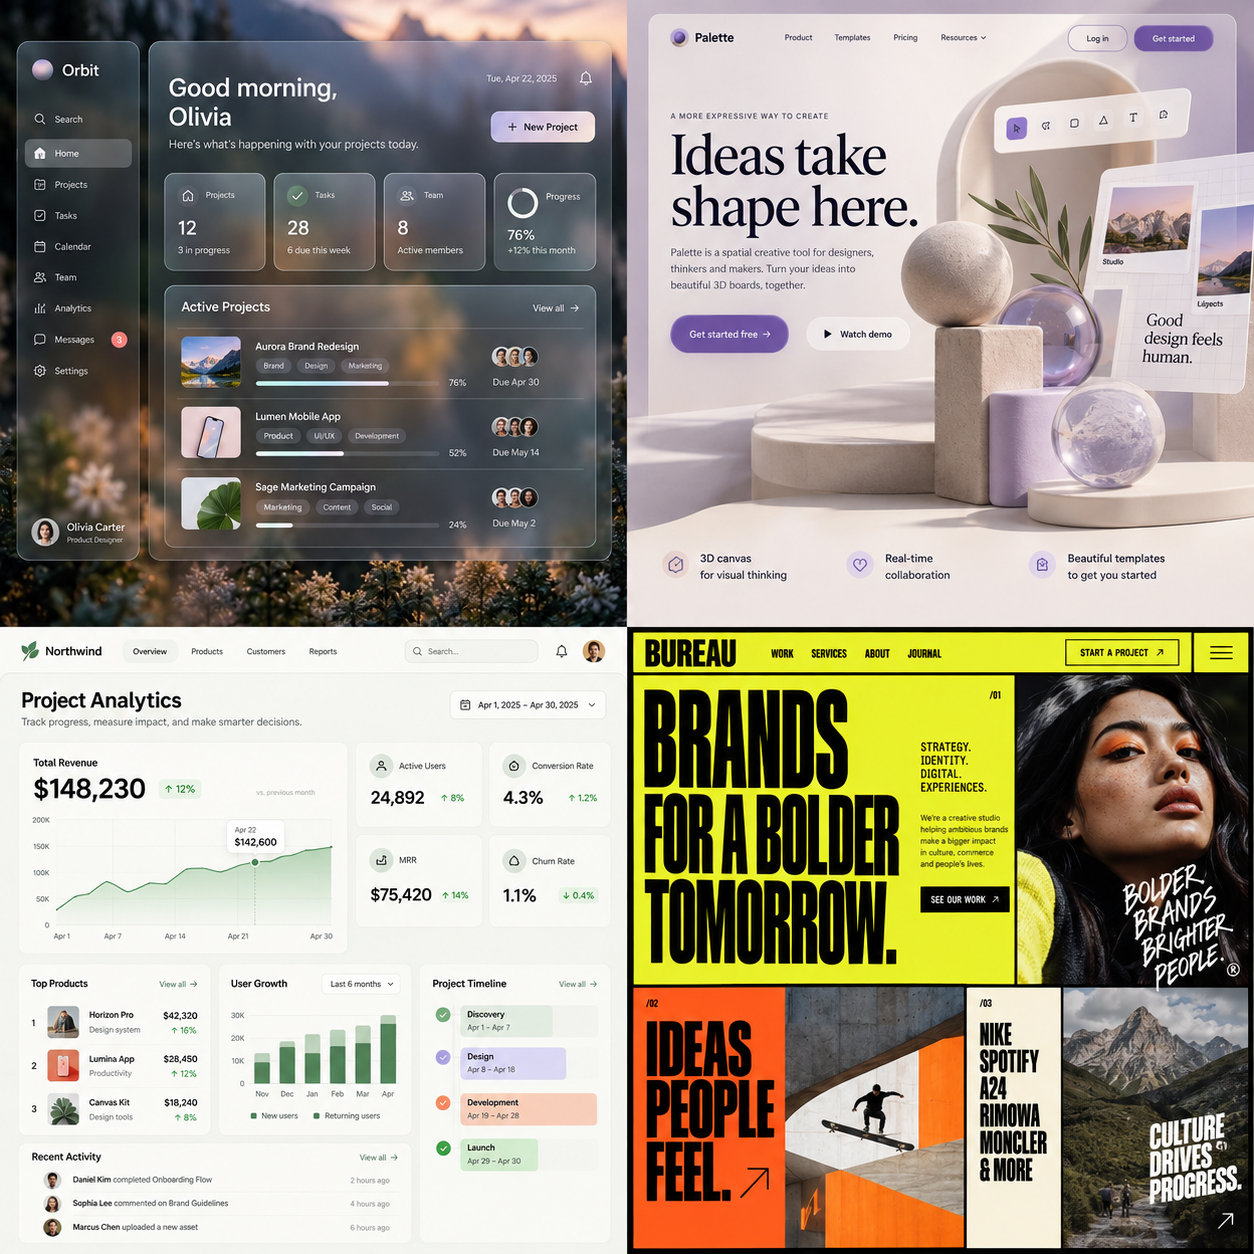 Orbit
Search
Home
Projects
Tasks
Calendar
Team
Analytics
Messages
3
Settings
Olivia Carter
Product Designer
Good morning,
Olivia
Here's what's happening with your projects today.
Tue, Apr 22, 2025
+ New Project
Projects
12
3 in progress
Tasks
28
6 due this week
Team
8
Active members
Progress
76%
+12% this month
Active Projects
View all →
Aurora Brand Redesign
Brand Design Marketing
76%
Due Apr 30
Lumen Mobile App
Product UI/UX Development
52%
Due May 14
Sage Marketing Campaign
Marketing Content Social
24%
Due May 2
Palette
Product Templates Pricing Resources
Log in
Get started
A MORE EXPRESSIVE WAY TO CREATE
Ideas take
shape here.
Palette is a spatial creative tool for designers,
thinkers and makers. Turn your ideas into
beautiful 3D boards, together.
Get started free →
Watch demo
T
Studio
Good
design feels
human.
3D canvas
for visual thinking
Real-time
collaboration
Beautiful templates
to get you started
Northwind
Overview Products Customers Reports
Search...
Project Analytics
Track progress, measure impact, and make smarter decisions.
Apr 1, 2025 – Apr 30, 2025
Total Revenue
$148,230
↑ 12%
vs. previous month
200K
150K
100K
50K
0
Apr 22
$142,600
Apr 1 Apr 7 Apr 14 Apr 21 Apr 30
Active Users
24,892 ↑ 8%
Conversion Rate
4.3% ↑ 1.2%
MRR
$75,420 ↑ 14%
Churn Rate
1.1% ↓ 0.4%
Top Products
View all →
1 Horizon Pro $42,320
Design system ↑ 16%
2 Lumina App $28,450
Productivity ↑ 12%
3 Canvas Kit $18,240
Design tools ↑ 8%
User Growth
Last 6 months
30K
20K
10K
0
Nov Dec Jan Feb Mar Apr
New users Returning users
Project Timeline
View all →
Discovery
Apr 1 – Apr 7
Design
Apr 8 – Apr 18
Development
Apr 19 – Apr 28
Launch
Apr 29 – Apr 30
Recent Activity
View all →
Daniel Kim completed Onboarding Flow 2 hours ago
Sophia Lee commented on Brand Guidelines 4 hours ago
Marcus Chen uploaded a new asset 6 hours ago
BUREAU
WORK SERVICES ABOUT JOURNAL
START A PROJECT ↗
BRANDS
FOR A BOLDER
TOMORROW.
/01
STRATEGY.
IDENTITY.
DIGITAL.
EXPERIENCES.
We're a creative studio
helping ambitious brands
make a bigger impact
in culture, commerce
and people's lives.
SEE OUR WORK ↗
BOLDER
BRANDS
BRIGHTER
PEOPLE.
®
/02
IDEAS
PEOPLE
FEEL.
/03
NIKE
SPOTIFY
A24
RIMOWA
MONCLER
& MORE
CULTURE
DRIVES
PROGRESS.